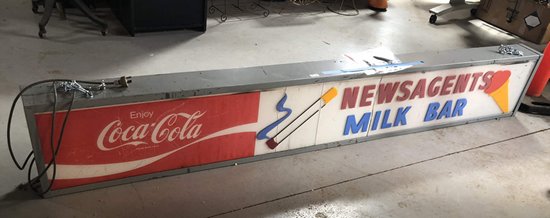 Enjoy
Coca-Cola
NEWSAGENTS
MILK BAR